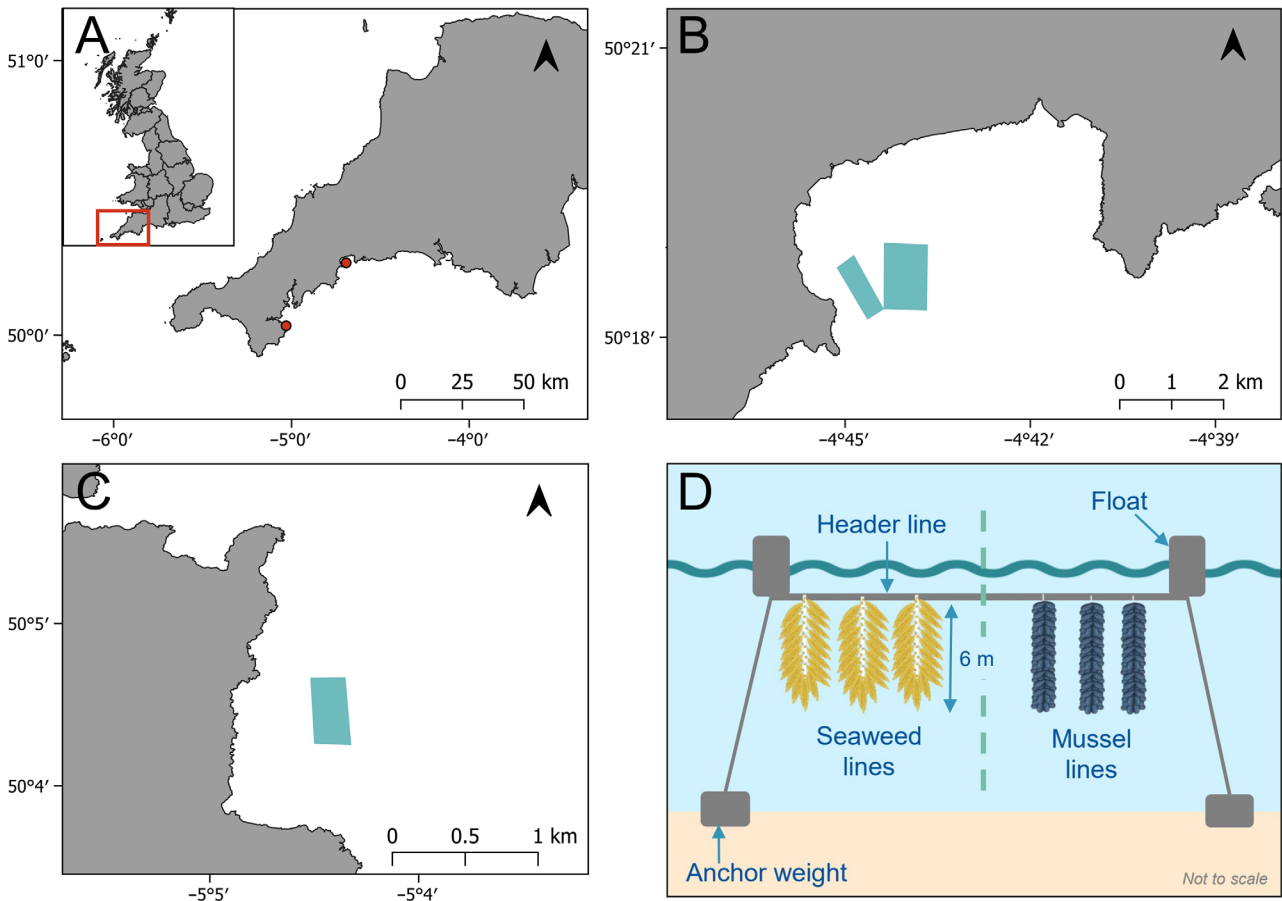 A
51°0′
50°0′
0 25 50 km
−6°0′ −5°0′ −4°0′
B
50°21′
50°18′
0 1 2 km
−4°45′ −4°42′ −4°39′
C
50°5′
50°4′
0 0.5 1 km
−5°5′ −5°4′
D
Float
Header line
6 m
Seaweed
lines
Mussel
lines
Anchor weight
Not to scale